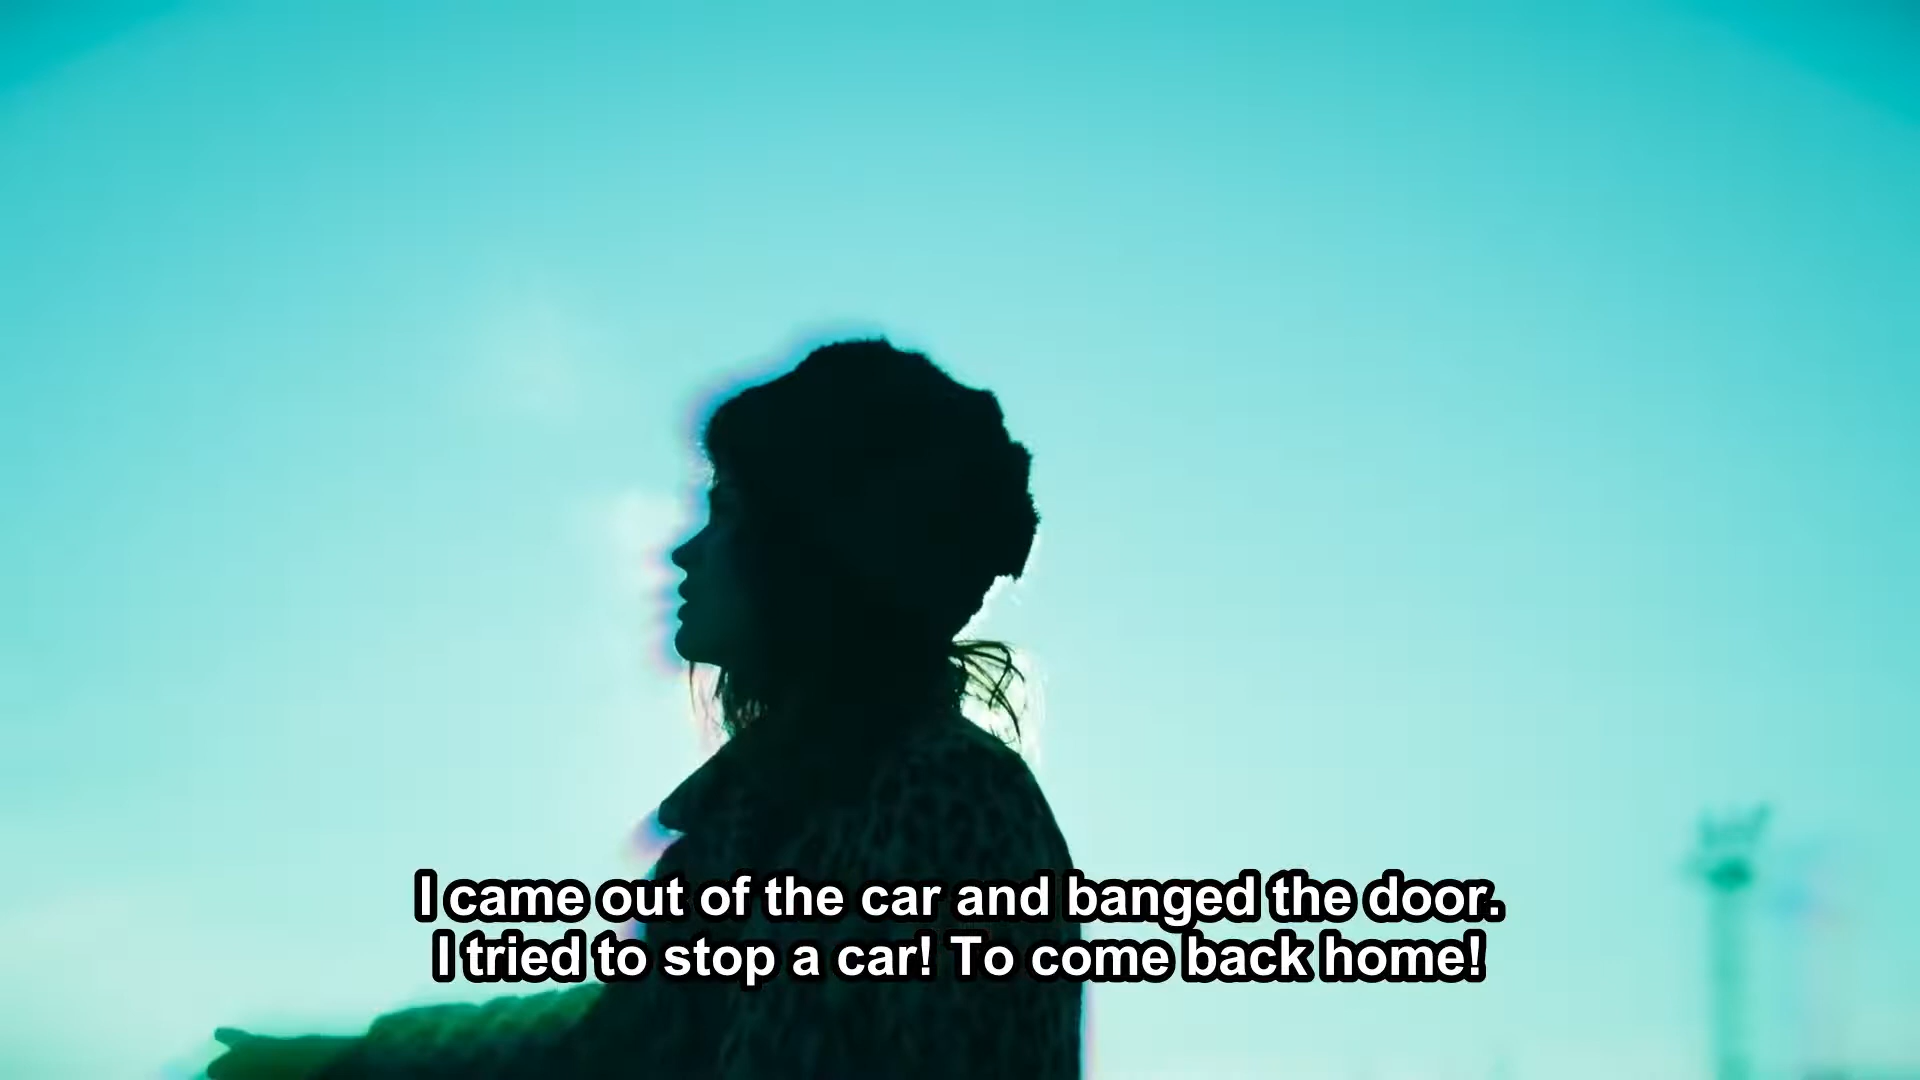 I came out of the car and banged the door.
I tried to stop a car! To come back home!